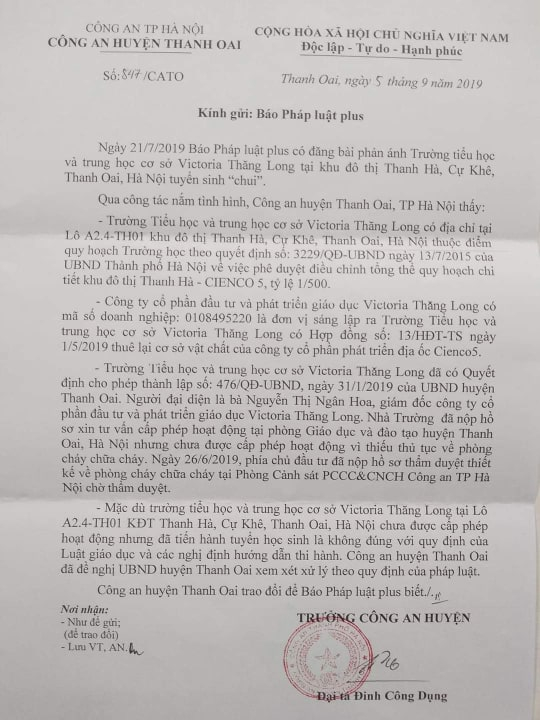 CÔNG AN TP HÀ NỘI
CÔNG AN HUYỆN THANH OAI
Số: 847/CATO
CỘNG HÒA XÃ HỘI CHỦ NGHĨA VIỆT NAM
Độc lập - Tự do - Hạnh phúc
Thanh Oai, ngày 5 tháng 9 năm 2019
Kính gửi: Báo Pháp luật plus
Ngày 21/7/2019 Báo Pháp luật plus có đăng bài phản ánh Trường tiểu học
và trung học cơ sở Victoria Thăng Long tại khu đô thị Thanh Hà, Cự Khê,
Thanh Oai, Hà Nội tuyển sinh “chui”.
Qua công tác nắm tình hình, Công an huyện Thanh Oai, TP Hà Nội thấy:
- Trường Tiểu học và trung học cơ sở Victoria Thăng Long có địa chỉ tại
Lô A2.4-TH01 khu đô thị Thanh Hà, Cự Khê, Thanh Oai, Hà Nội thuộc điểm
quy hoạch Trường học theo quyết định số: 3229/QĐ-UBND ngày 13/7/2015 của
UBND Thành phố Hà Nội về việc phê duyệt điều chỉnh tổng thể quy hoạch chi
tiết khu đô thị Thanh Hà - CIENCO 5, tỷ lệ 1/500.
- Công ty cổ phần đầu tư và phát triển giáo dục Victoria Thăng Long có
mã số doanh nghiệp: 0108495220 là đơn vị sáng lập ra Trường Tiểu học và
trung học cơ sở Victoria Thăng Long có Hợp đồng số: 13/HĐT-TS ngày
1/5/2019 thuê lại cơ sở vật chất của công ty cổ phần phát triển địa ốc Cienco5.
- Trường Tiểu học và trung học cơ sở Victoria Thăng Long đã có Quyết
định cho phép thành lập số: 476/QĐ-UBND, ngày 31/1/2019 của UBND huyện
Thanh Oai. Người đại diện là bà Nguyễn Thị Ngân Hoa, giám đốc công ty cổ
phần đầu tư và phát triển giáo dục Victoria Thăng Long. Nhà Trường đã nộp hồ
sơ xin tư vấn cấp phép hoạt động tại phòng Giáo dục và đào tạo huyện Thanh
Oai, Hà Nội nhưng chưa được cấp phép hoạt động vì thiếu thủ tục về phòng
cháy chữa cháy. Ngày 26/6/2019, phía chủ đầu tư đã nộp hồ sơ thẩm duyệt thiết
kế về phòng cháy chữa cháy tại Phòng Cảnh sát PCCC&CNCH Công an TP Hà
Nội chờ thẩm duyệt.
- Mặc dù trường tiểu học và trung học cơ sở Victoria Thăng Long tại Lô
A2.4-TH01 KĐT Thanh Hà, Cự Khê, Thanh Oai, Hà Nội chưa được cấp phép
hoạt động nhưng đã tiến hành tuyển học sinh là không đúng với quy định của
Luật giáo dục và các nghị định hướng dẫn thi hành. Công an huyện Thanh Oai
đã đề nghị UBND huyện Thanh Oai xem xét xử lý theo quy định của pháp luật.
Công an huyện Thanh Oai trao đổi để Báo Pháp luật plus biết./.
Nơi nhận:
- Như đề gửi;
(để trao đổi)
- Lưu VT, AN.
TRƯỞNG CÔNG AN HUYỆN
Đại tá Đinh Công Dụng